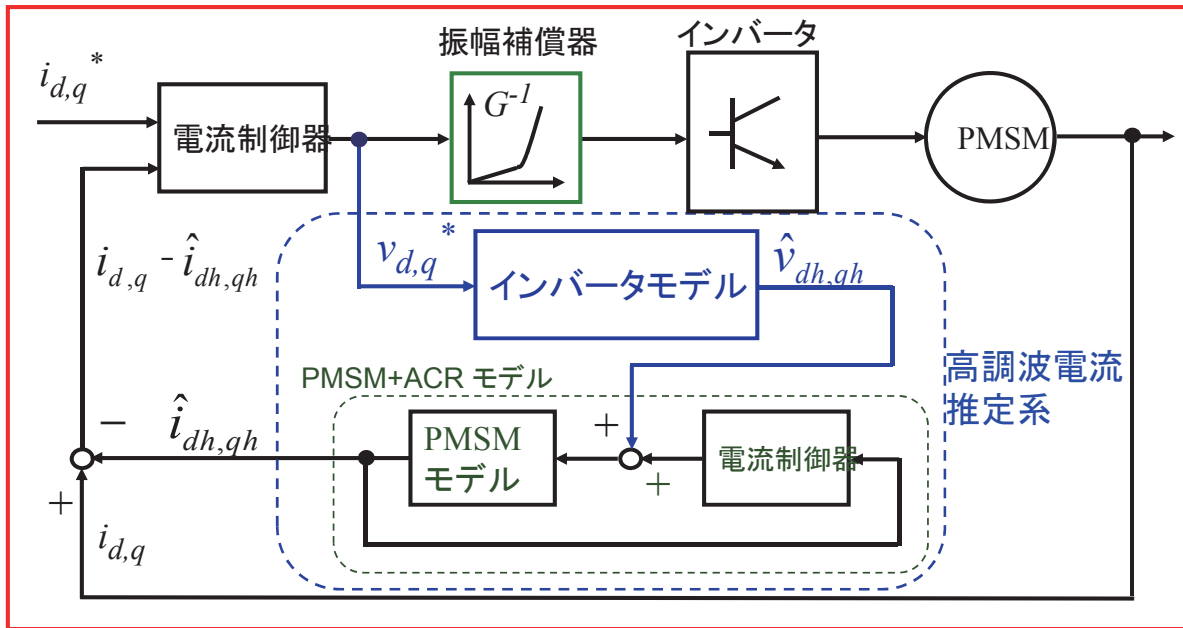 振幅補償器
インバータ
i_{d,q}^*
電流制御器
G^{-1}
PMSM
i_{d,q} - \hat{i}_{dh,qh}
v_{d,q}^*
インバータモデル
\hat{v}_{dh,qh}
高調波電流
推定系
PMSM+ACR モデル
−
\hat{i}_{dh,qh}
PMSM
モデル
+
+
電流制御器
+
i_{d,q}